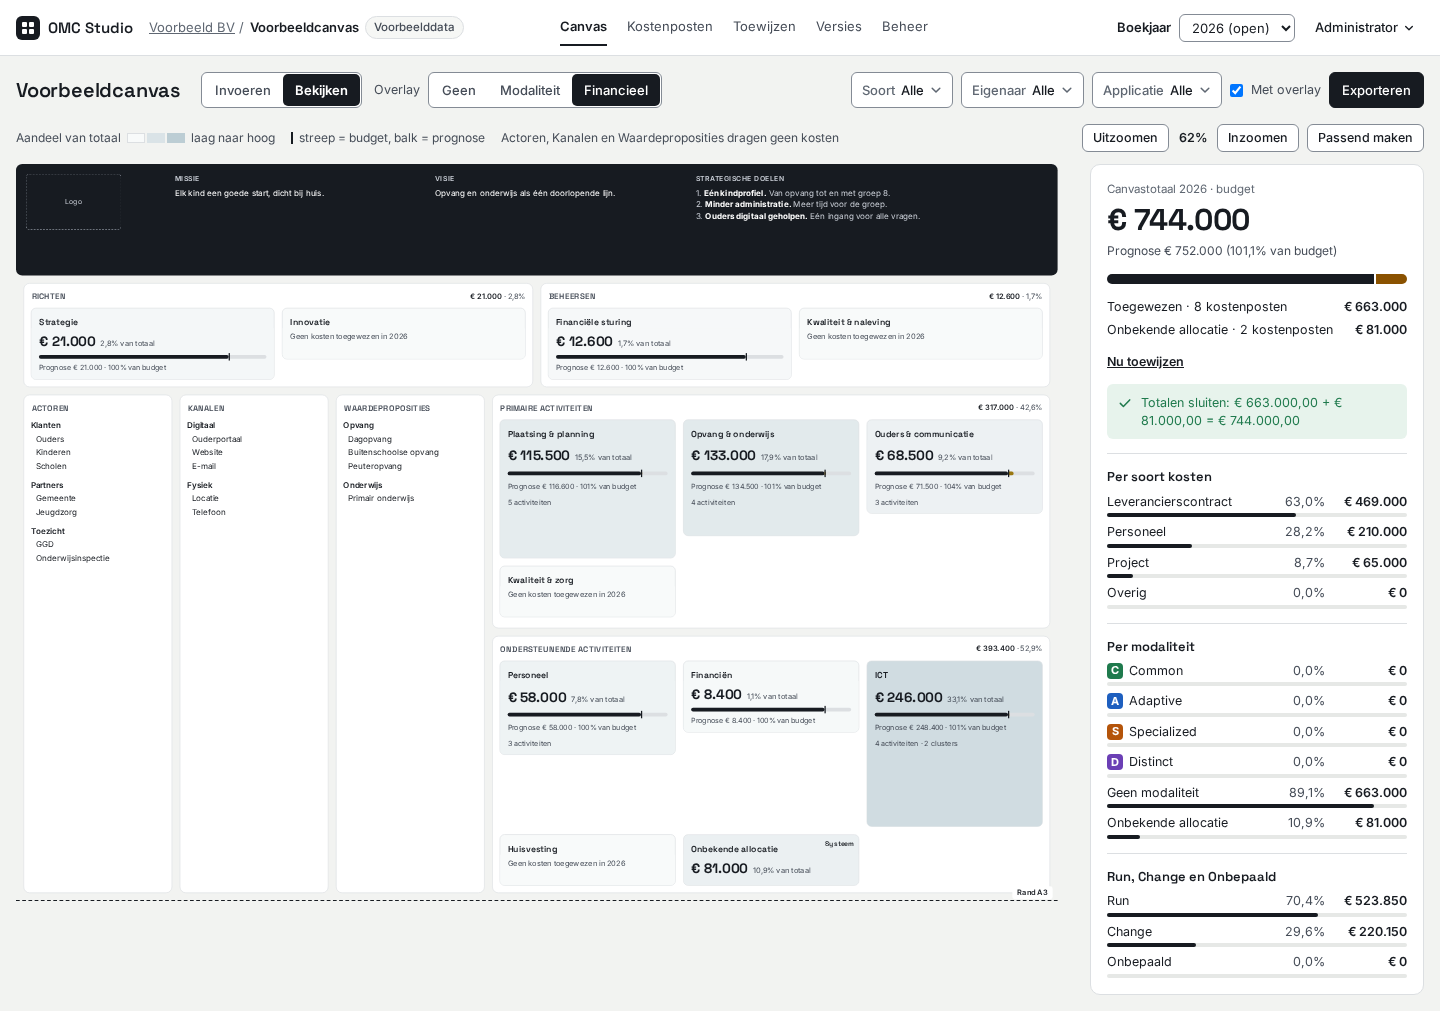 OMC Studio
Voorbeeld BV / Voorbeeldcanvas Voorbeelddata
Canvas Kostenposten Toewijzen Versies Beheer
Boekjaar 2026 (open) Administrator
Voorbeeldcanvas
Invoeren Bekijken
Overlay Geen Modaliteit Financieel
Soort Alle Eigenaar Alle Applicatie Alle Met overlay Exporteren
Aandeel van totaal laag naar hoog streep = budget, balk = prognose Actoren, Kanalen en Waardeproposities dragen geen kosten
Uitzoomen 62% Inzoomen Passend maken
Logo
MISSIE
Elk kind een goede start, dicht bij huis.
VISIE
Opvang en onderwijs als één doorlopende lijn.
STRATEGISCHE DOELEN
1. Eén kindprofiel. Van opvang tot en met groep 8.
2. Minder administratie. Meer tijd voor de groep.
3. Ouders digitaal geholpen. Eén ingang voor alle vragen.
RICHTEN € 21.000 · 2,8%
Strategie
€ 21.000 2,8% van totaal
Prognose € 21.000 · 100% van budget
Innovatie
Geen kosten toegewezen in 2026
BEHEERSEN € 12.600 · 1,7%
Financiële sturing
€ 12.600 1,7% van totaal
Prognose € 12.600 · 100% van budget
Kwaliteit & naleving
Geen kosten toegewezen in 2026
ACTOREN
Klanten
Ouders
Kinderen
Scholen
Partners
Gemeente
Jeugdzorg
Toezicht
GGD
Onderwijsinspectie
KANALEN
Digitaal
Ouderportaal
Website
E-mail
Fysiek
Locatie
Telefoon
WAARDEPROPOSITIES
Opvang
Dagopvang
Buitenschoolse opvang
Peuteropvang
Onderwijs
Primair onderwijs
PRIMAIRE ACTIVITEITEN € 317.000 · 42,6%
Plaatsing & planning
€ 115.500 15,5% van totaal
Prognose € 116.600 · 101% van budget
5 activiteiten
Opvang & onderwijs
€ 133.000 17,9% van totaal
Prognose € 134.500 · 101% van budget
4 activiteiten
Ouders & communicatie
€ 68.500 9,2% van totaal
Prognose € 71.500 · 104% van budget
3 activiteiten
Kwaliteit & zorg
Geen kosten toegewezen in 2026
ONDERSTEUNENDE ACTIVITEITEN € 393.400 · 52,9%
Personeel
€ 58.000 7,8% van totaal
Prognose € 58.000 · 100% van budget
3 activiteiten
Financiën
€ 8.400 1,1% van totaal
Prognose € 8.400 · 100% van budget
ICT
€ 246.000 33,1% van totaal
Prognose € 248.400 · 101% van budget
4 activiteiten · 2 clusters
Huisvesting
Geen kosten toegewezen in 2026
Onbekende allocatie Systeem
€ 81.000 10,9% van totaal
Rand A3
Canvastotaal 2026 · budget
€ 744.000
Prognose € 752.000 (101,1% van budget)
Toegewezen · 8 kostenposten € 663.000
Onbekende allocatie · 2 kostenposten € 81.000
Nu toewijzen
Totalen sluiten: € 663.000,00 + €
81.000,00 = € 744.000,00
Per soort kosten
Leverancierscontract 63,0% € 469.000
Personeel 28,2% € 210.000
Project 8,7% € 65.000
Overig 0,0% € 0
Per modaliteit
C Common 0,0% € 0
A Adaptive 0,0% € 0
S Specialized 0,0% € 0
D Distinct 0,0% € 0
Geen modaliteit 89,1% € 663.000
Onbekende allocatie 10,9% € 81.000
Run, Change en Onbepaald
Run 70,4% € 523.850
Change 29,6% € 220.150
Onbepaald 0,0% € 0